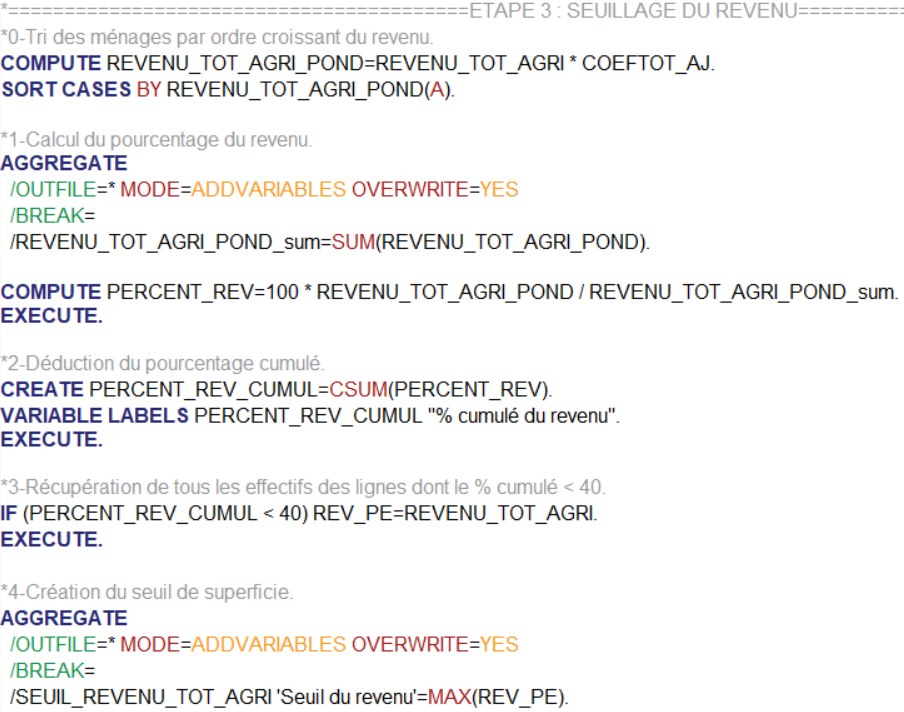 *=========================================ETAPE 3 : SEUILLAGE DU REVENU==========
*0-Tri des ménages par ordre croissant du revenu.
COMPUTE REVENU_TOT_AGRI_POND=REVENU_TOT_AGRI * COEFTOT_AJ.
SORT CASES BY REVENU_TOT_AGRI_POND(A).
*1-Calcul du pourcentage du revenu.
AGGREGATE
/OUTFILE=* MODE=ADDVARIABLES OVERWRITE=YES
/BREAK=
/REVENU_TOT_AGRI_POND_sum=SUM(REVENU_TOT_AGRI_POND).
COMPUTE PERCENT_REV=100 * REVENU_TOT_AGRI_POND / REVENU_TOT_AGRI_POND_sum.
EXECUTE.
*2-Déduction du pourcentage cumulé.
CREATE PERCENT_REV_CUMUL=CSUM(PERCENT_REV).
VARIABLE LABELS PERCENT_REV_CUMUL "% cumulé du revenu".
EXECUTE.
*3-Récupération de tous les effectifs des lignes dont le % cumulé < 40.
IF (PERCENT_REV_CUMUL < 40) REV_PE=REVENU_TOT_AGRI.
EXECUTE.
*4-Création du seuil de superficie.
AGGREGATE
/OUTFILE=* MODE=ADDVARIABLES OVERWRITE=YES
/BREAK=
/SEUIL_REVENU_TOT_AGRI 'Seuil du revenu'=MAX(REV_PE).